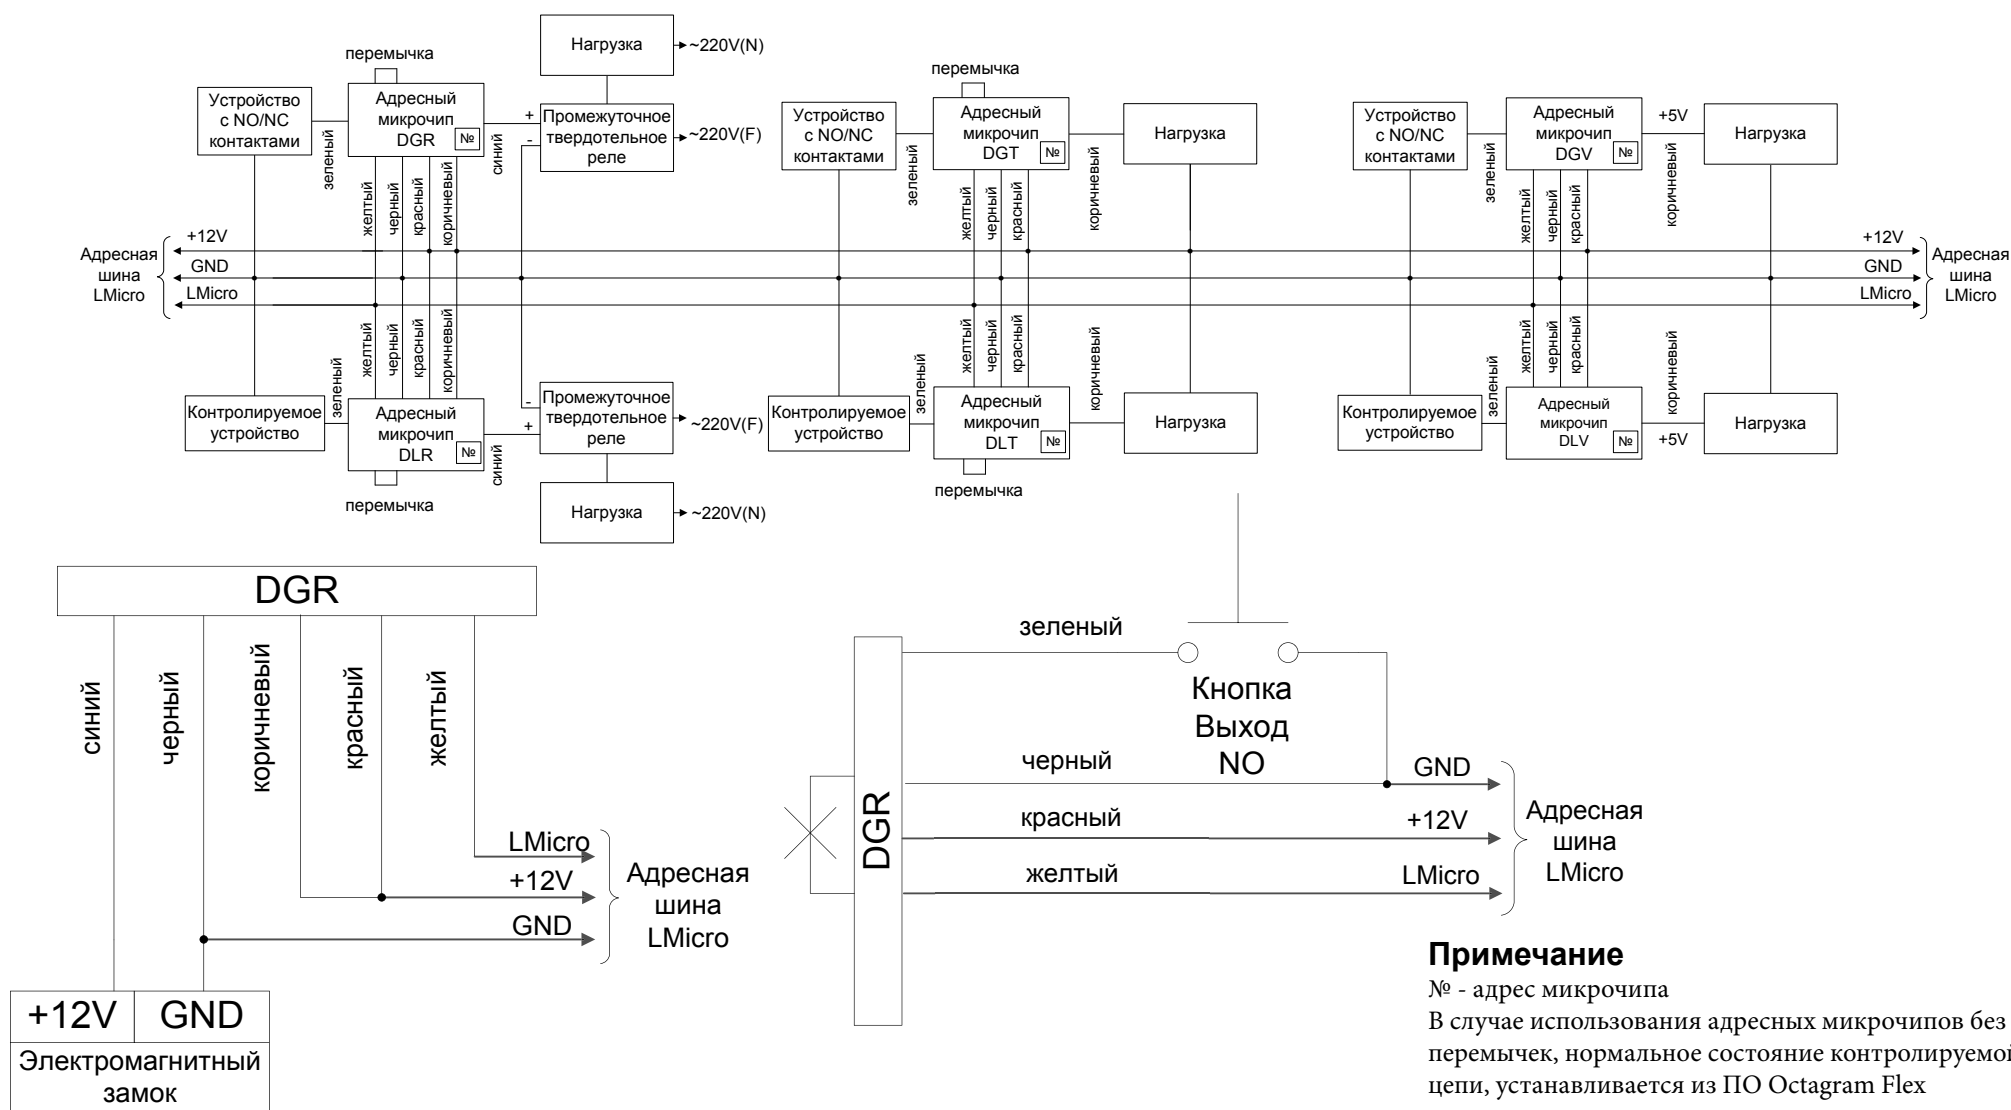 Нагрузка
~220V(N)
перемычка
Устройство
с NO/NC
контактами
зеленый
Адресный
микрочип
DGR
№
синий
+
-
Промежуточное
твердотельное
реле
~220V(F)
желтый
черный
красный
коричневый
перемычка
Устройство
с NO/NC
контактами
зеленый
Адресный
микрочип
DGT
№
Нагрузка
желтый
черный
красный
коричневый
Устройство
с NO/NC
контактами
зеленый
Адресный
микрочип
DGV
№
+5V
Нагрузка
желтый
черный
красный
коричневый
Адресная
шина
LMicro
+12V
GND
LMicro
+12V
GND
LMicro
Адресная
шина
LMicro
желтый
черный
красный
коричневый
Контролируемое
устройство
зеленый
Адресный
микрочип
DLR
№
синий
-
+
Промежуточное
твердотельное
реле
~220V(F)
перемычка
Нагрузка
~220V(N)
желтый
черный
красный
коричневый
Контролируемое
устройство
зеленый
Адресный
микрочип
DLT
№
Нагрузка
перемычка
желтый
черный
красный
коричневый
Контролируемое
устройство
зеленый
Адресный
микрочип
DLV
№
+5V
Нагрузка
DGR
синий
черный
коричневый
красный
желтый
LMicro
+12V
GND
Адресная
шина
LMicro
+12V
GND
Электромагнитный
замок
DGR
зеленый
Кнопка
Выход
NO
черный
GND
красный
+12V
желтый
LMicro
Адресная
шина
LMicro
Примечание
№ - адрес микрочипа
В случае использования адресных микрочипов без
перемычек, нормальное состояние контролируемой
цепи, устанавливается из ПО Octagram Flex